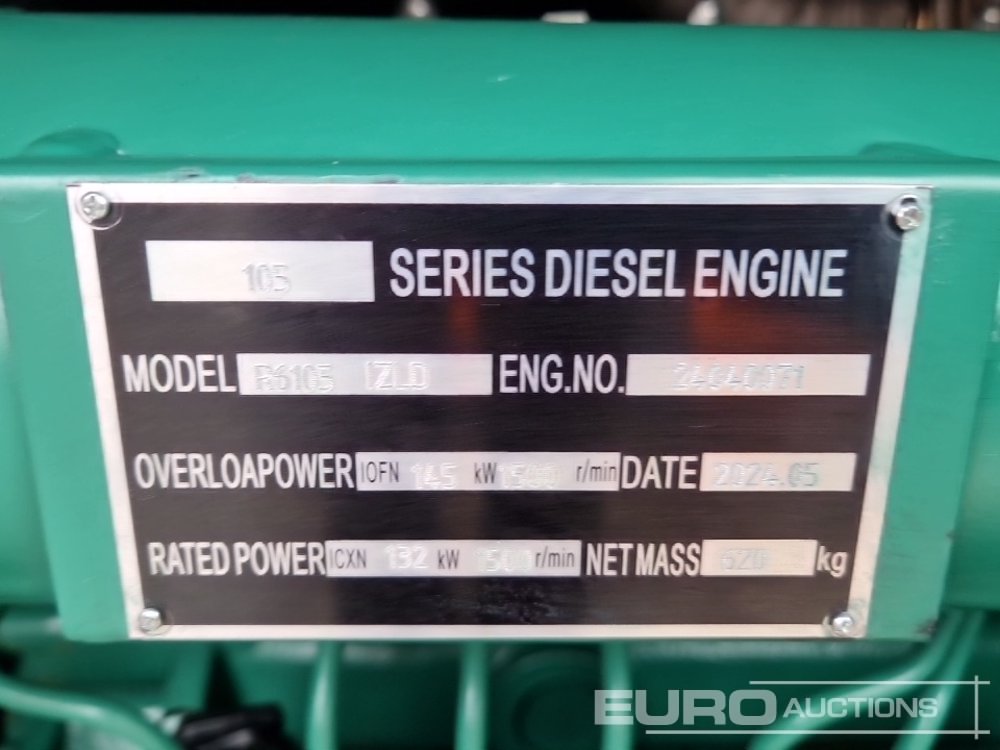 105 SERIES DIESEL ENGINE
MODEL R6105 IZLD ENG.NO. 24040071
OVERLOAPOWER IOFN 145 kW 1500 r/min DATE 2024.05
RATED POWER ICXN 132 kW 1500 r/min NET MASS 620 kg
EURO AUCTIONS